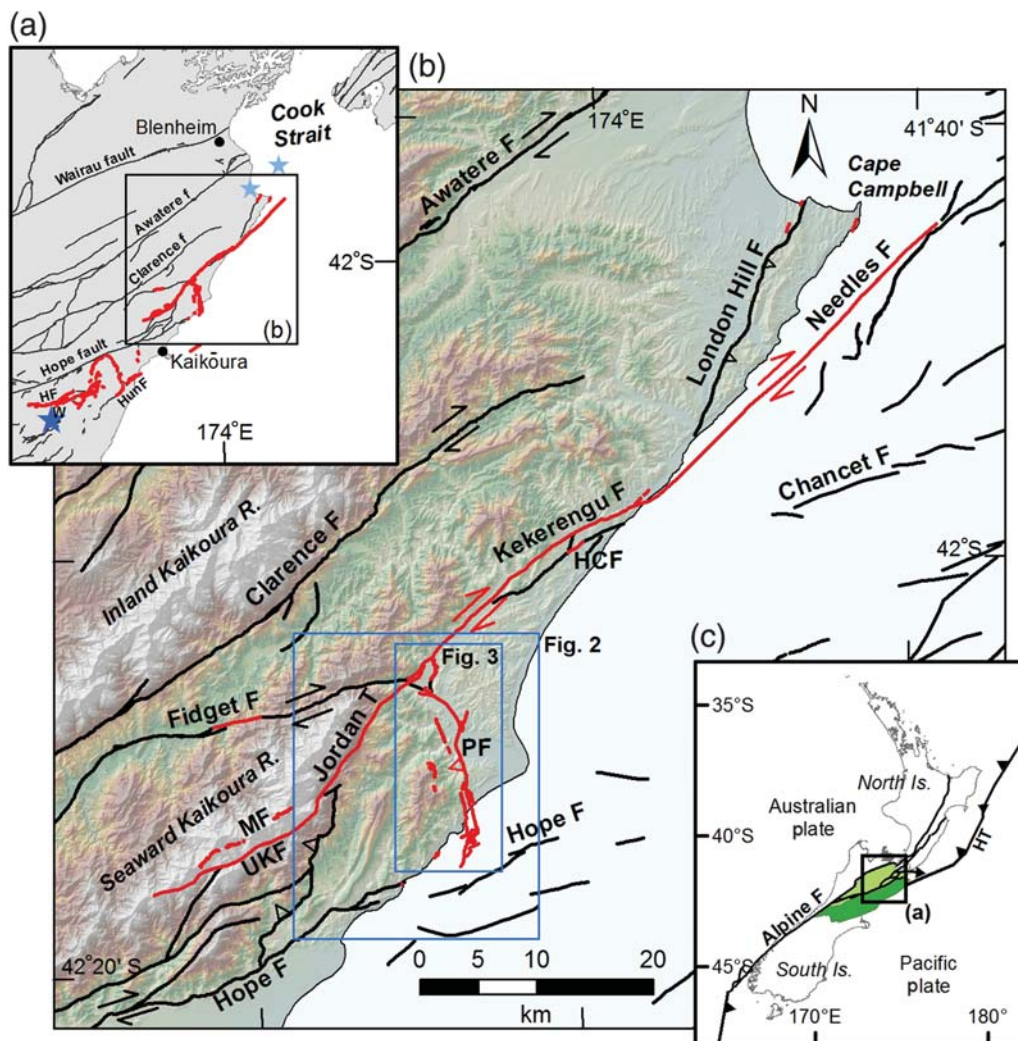 (a)
Cook
Strait
Blenheim
Wairau fault
Awatere f
Clarence f
42°S
(b)
Hope fault
Kaikōura
HF
HunF
W
174°E
(b)
174°E
N
41°40' S
Awatere F
Cape
Campbell
London Hill F
Needles F
Chancet F
Inland Kaikoura R.
Clarence F
Kekerengu F
HCF
42°S
Fig. 3
Fig. 2
Fidget F
Jordan T
PF
Seaward Kaikoura R.
MF
UKF
Hope F
42°20' S
Hope F
0 5 10 20
km
(c)
35°S
North Is.
Australian
plate
40°S
HT
Alpine F
(a)
45°S
South Is.
Pacific
plate
170°E
180°